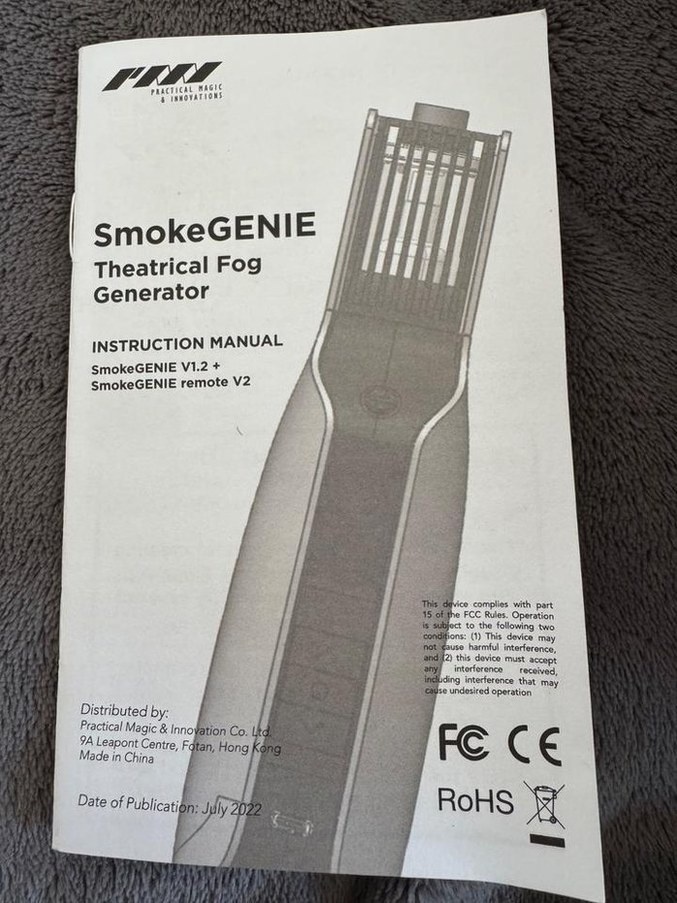 PMI
PRACTICAL MAGIC
& INNOVATIONS
SmokeGENIE
Theatrical Fog
Generator
INSTRUCTION MANUAL
SmokeGENIE V1.2 +
SmokeGENIE remote V2
This device complies with part
15 of the FCC Rules. Operation
is subject to the following two
conditions: (1) This device may
not cause harmful interference,
and (2) this device must accept
any interference received,
including interference that may
cause undesired operation
Distributed by:
Practical Magic & Innovation Co. Ltd.
9A Leapont Centre, Fotan, Hong Kong
Made in China
Date of Publication: July 2022
FC CE
RoHS